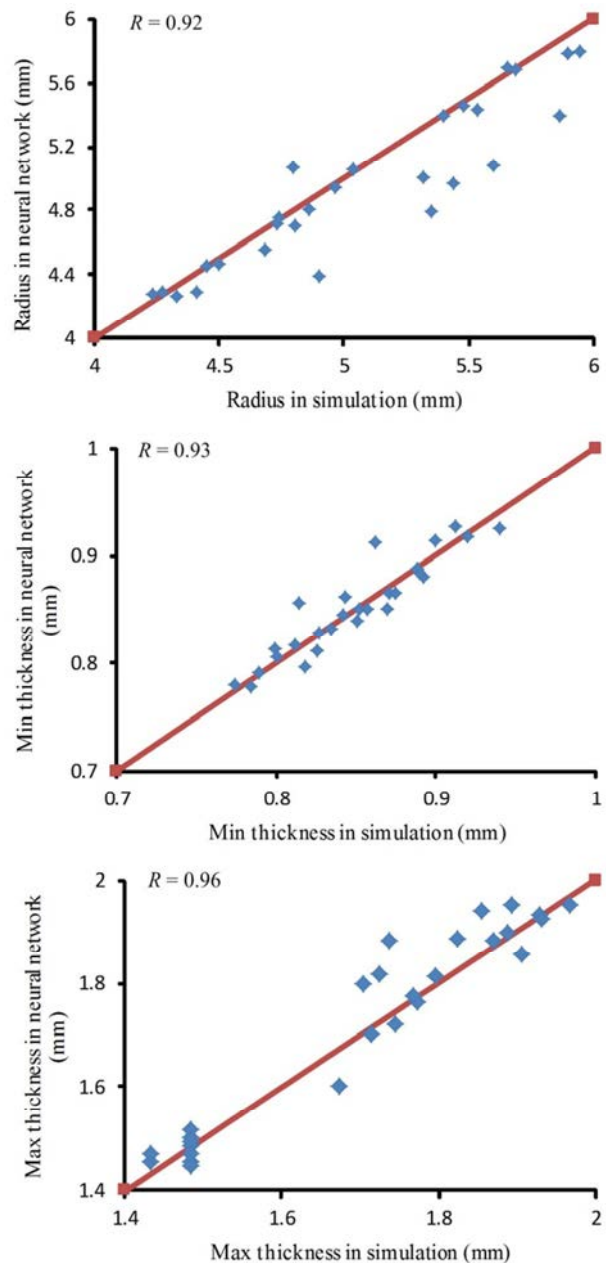 R = 0.92
6
5.6
5.2
4.8
4.4
4
Radius in neural network (mm)
4
4.5
5
5.5
6
Radius in simulation (mm)
R = 0.93
1
0.9
0.8
0.7
Min thickness in neural network
(mm)
0.7
0.8
0.9
1
Min thickness in simulation (mm)
R = 0.96
2
1.8
1.6
1.4
Max thickness in neural network
(mm)
1.4
1.6
1.8
2
Max thickness in simulation (mm)